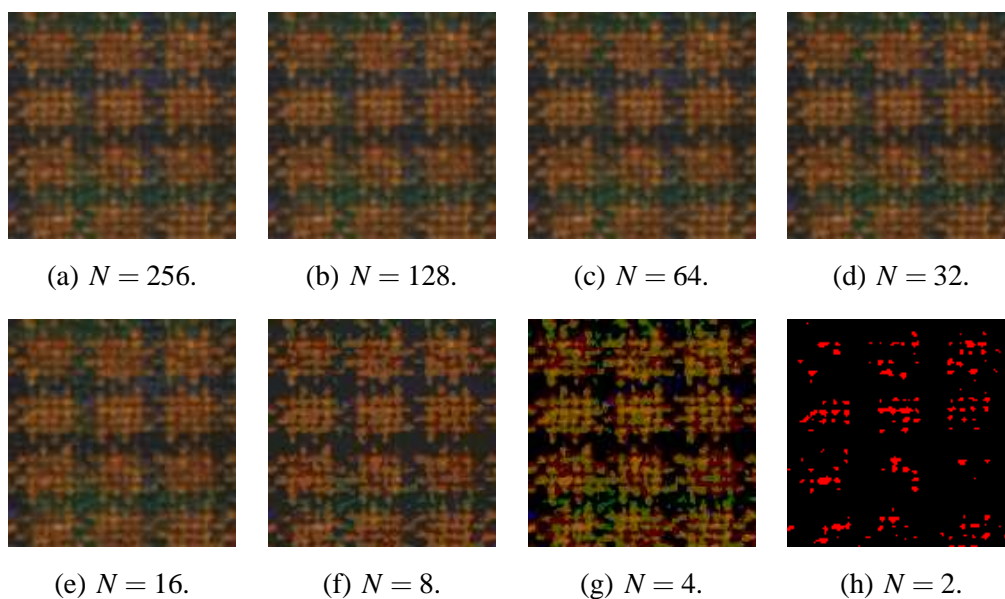 (a) N = 256.
(b) N = 128.
(c) N = 64.
(d) N = 32.
(e) N = 16.
(f) N = 8.
(g) N = 4.
(h) N = 2.